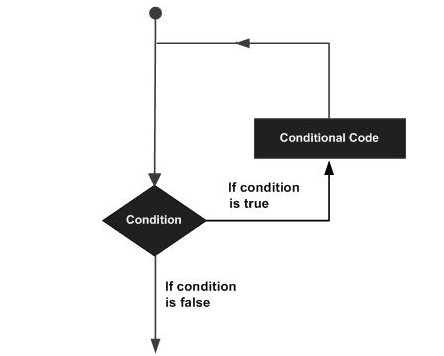 Conditional Code
If condition
is true
Condition
If condition
is false